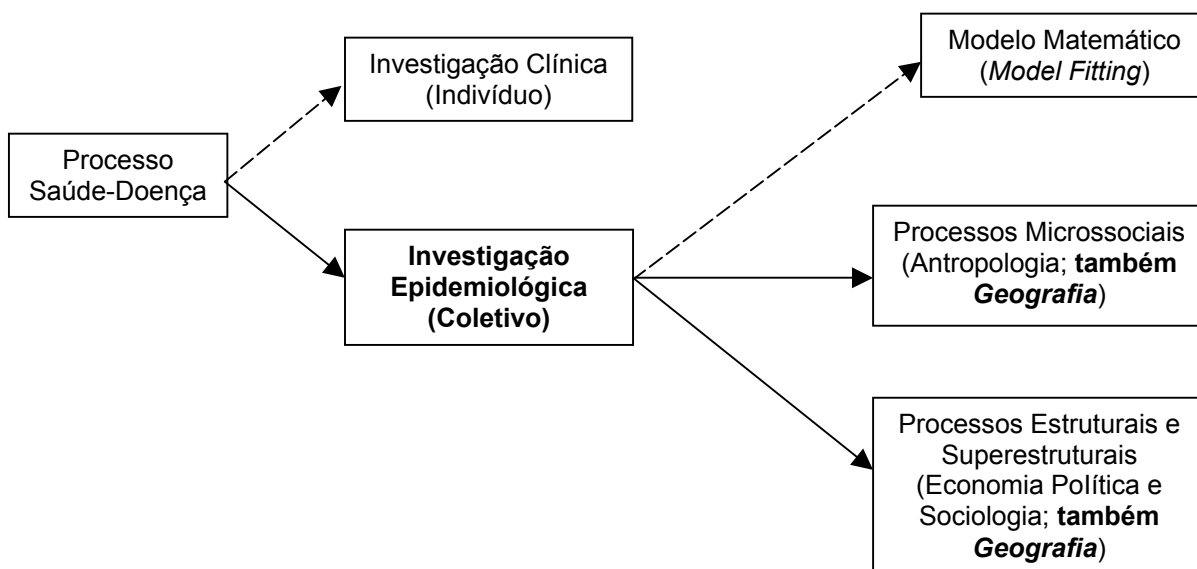 Processo
Saúde-Doença
Investigação Clínica
(Indivíduo)
Investigação
Epidemiológica
(Coletivo)
Modelo Matemático
(Model Fitting)
Processos Microssociais
(Antropologia; também
Geografia)
Processos Estruturais e
Superestruturais
(Economia Política e
Sociologia; também
Geografia)